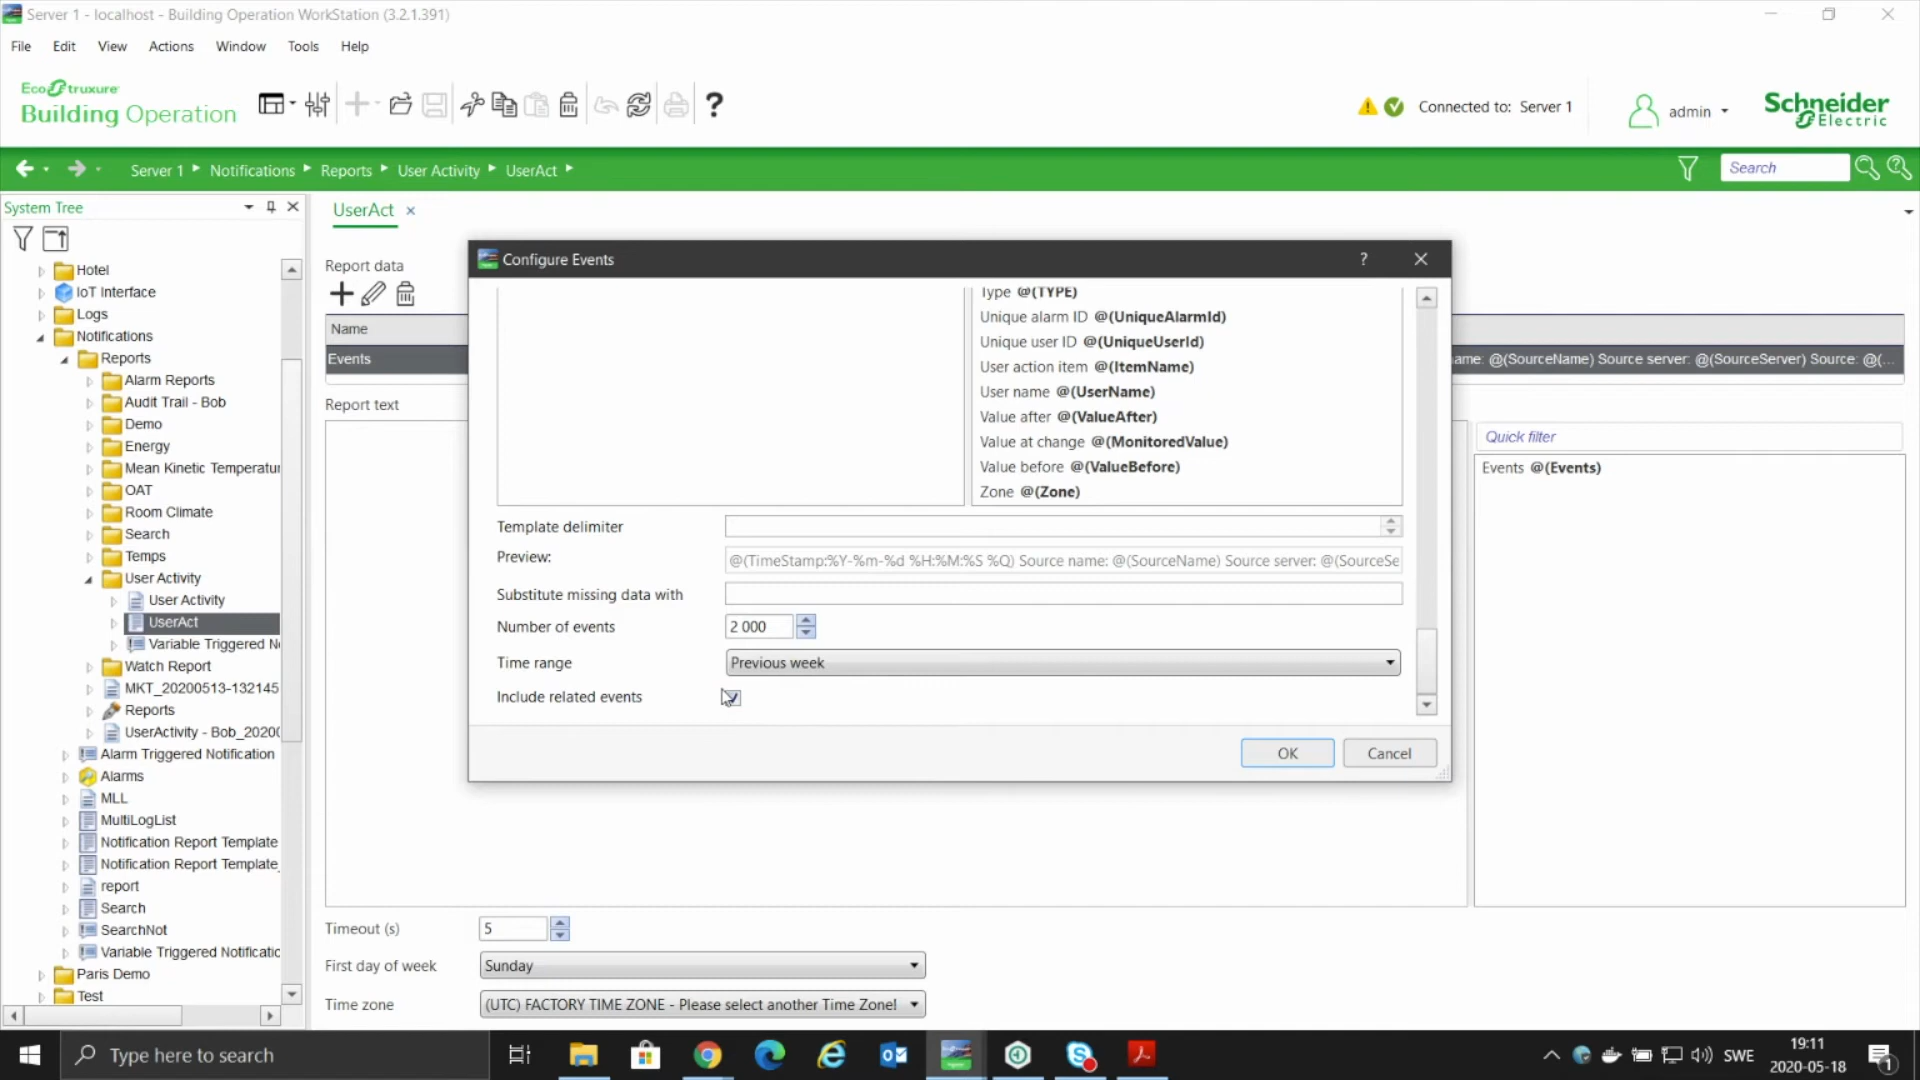 Server 1 - localhost - Building Operation WorkStation (3.2.1.391)
File Edit View Actions Window Tools Help
EcoStruxure
Building Operation
?
Connected to: Server 1
admin
Schneider
Electric
Server 1 Notifications Reports User Activity UserAct
Search
System Tree
Hotel
IoT Interface
Logs
Notifications
Reports
Alarm Reports
Audit Trail - Bob
Demo
Energy
Mean Kinetic Temperatur
OAT
Room Climate
Search
Temps
User Activity
User Activity
UserAct
Variable Triggered N
Watch Report
MKT_20200513-132145
Reports
UserActivity - Bob_2020
Alarm Triggered Notification
Alarms
MLL
MultiLogList
Notification Report Template
Notification Report Template_
report
Search
SearchNot
Variable Triggered Notificatio
Paris Demo
Test
UserAct
Report data
Name
Events
ame: @(SourceName) Source server: @(SourceServer) Source: @(...
Report text
Quick filter
Events @(Events)
Configure Events
?
Type @(TYPE)
Unique alarm ID @(UniqueAlarmId)
Unique user ID @(UniqueUserId)
User action item @(ItemName)
User name @(UserName)
Value after @(ValueAfter)
Value at change @(MonitoredValue)
Value before @(ValueBefore)
Zone @(Zone)
Template delimiter
Preview: @(TimeStamp:%Y-%m-%d %H:%M:%S %Q) Source name: @(SourceName) Source server: @(SourceSe
Substitute missing data with
Number of events 2 000
Time range Previous week
Include related events
OK Cancel
Timeout (s) 5
First day of week Sunday
Time zone (UTC) FACTORY TIME ZONE - Please select another Time Zone!
Type here to search
SWE
19:11
2020-05-18
1